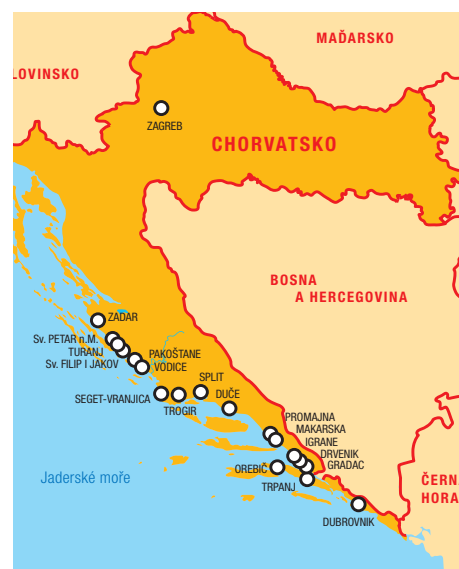 MAĎARSKO
LOVINSKO
ZAGREB
CHORVATSKO
BOSNA
A HERCEGOVINA
ZADAR
Sv. PETAR n.M.
TURANJ
Sv. FILIP I JAKOV
PAKOŠTANE
VODICE
SPLIT
DUČE
SEGET-VRANJICA
TROGIR
PROMAJNA
MAKARSKA
IGRANE
DRVENIK
GRADAC
OREBIČ
TRPANJ
Jaderské moře
ČERN
HORA
DUBROVNIK